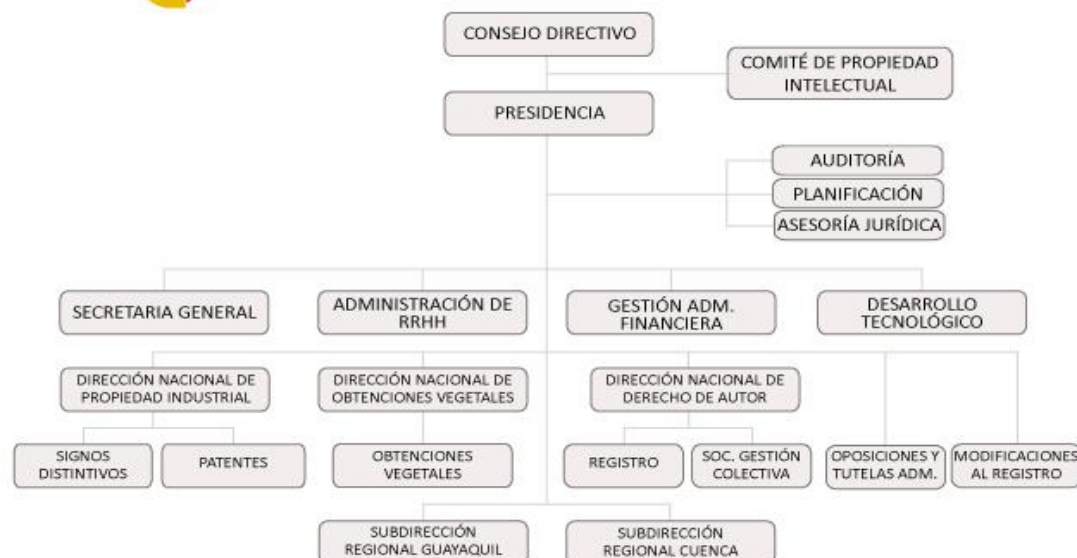 CONSEJO DIRECTIVO
COMITÉ DE PROPIEDAD
INTELECTUAL
PRESIDENCIA
AUDITORÍA
PLANIFICACIÓN
ASESORÍA JURÍDICA
SECRETARIA GENERAL
ADMINISTRACIÓN DE
RRHH
GESTIÓN ADM.
FINANCIERA
DESARROLLO
TECNOLÓGICO
DIRECCIÓN NACIONAL DE
PROPIEDAD INDUSTRIAL
DIRECCIÓN NACIONAL DE
OBTENCIONES VEGETALES
DIRECCIÓN NACIONAL DE
DERECHO DE AUTOR
SIGNOS
DISTINTIVOS
PATENTES
OBTENCIONES
VEGETALES
REGISTRO
SOC. GESTIÓN
COLECTIVA
OPOSICIONES Y
TUTELAS ADM.
MODIFICACIONES
AL REGISTRO
SUBDIRECCIÓN
REGIONAL GUAYAQUIL
SUBDIRECCIÓN
REGIONAL CUENCA